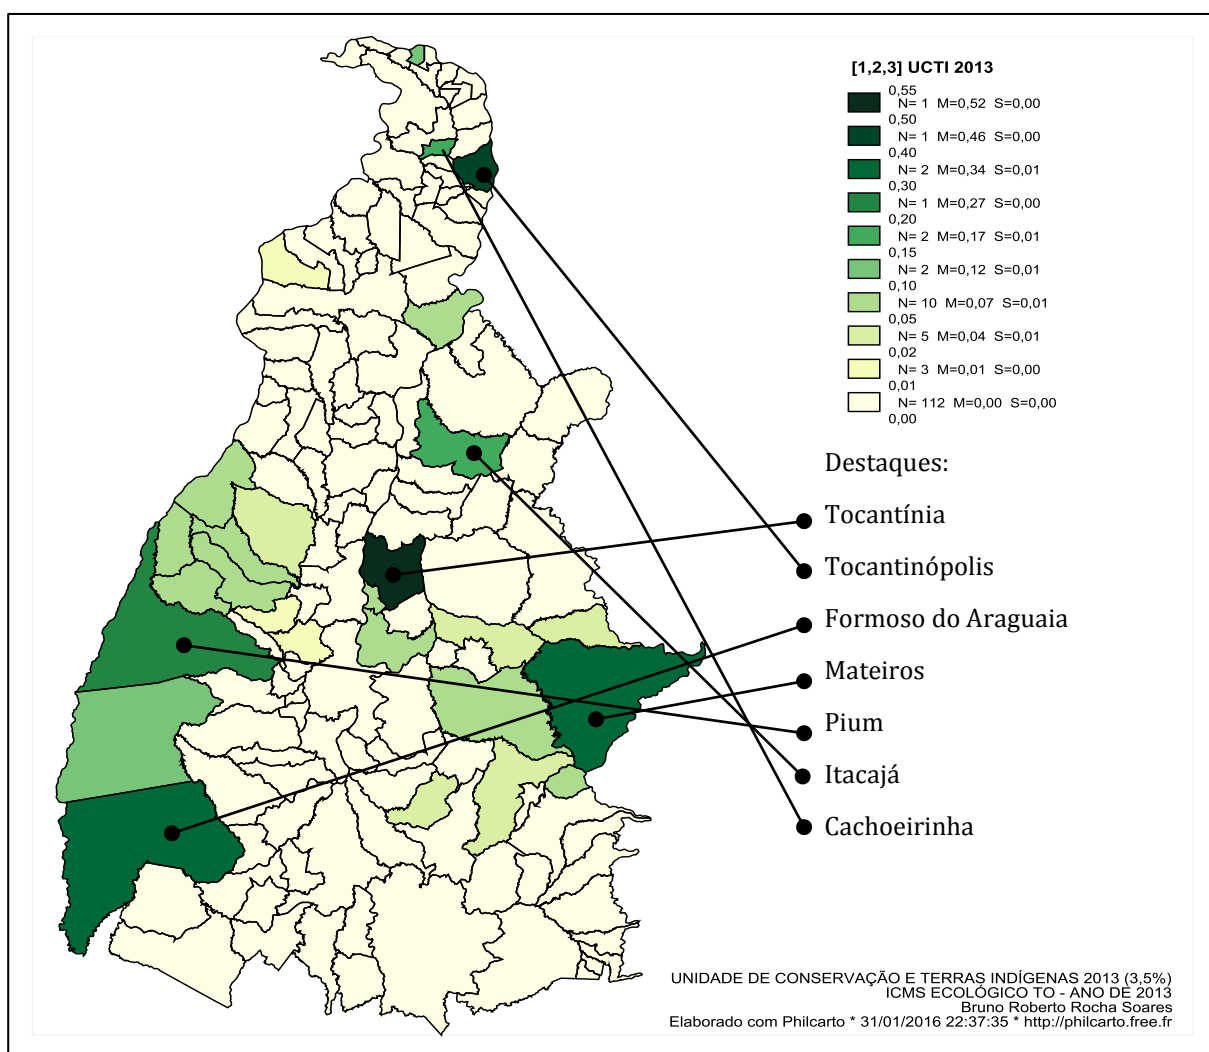 [1,2,3] UCTI 2013
0,55
N= 1 M=0,52 S=0,00
0,50
N= 1 M=0,46 S=0,00
0,40
N= 2 M=0,34 S=0,01
0,30
N= 1 M=0,27 S=0,00
0,20
N= 2 M=0,17 S=0,01
0,15
N= 2 M=0,12 S=0,01
0,10
N= 10 M=0,07 S=0,01
0,05
N= 5 M=0,04 S=0,01
0,02
N= 3 M=0,01 S=0,00
0,01
N= 112 M=0,00 S=0,00
0,00
Destaques:
Tocantínia
Tocantinópolis
Formoso do Araguaia
Mateiros
Pium
Itacajá
Cachoeirinha
UNIDADE DE CONSERVAÇÃO E TERRAS INDÍGENAS 2013 (3,5%)
ICMS ECOLÓGICO TO - ANO DE 2013
Bruno Roberto Rocha Soares
Elaborado com Philcarto * 31/01/2016 22:37:35 * http://philcarto.free.fr